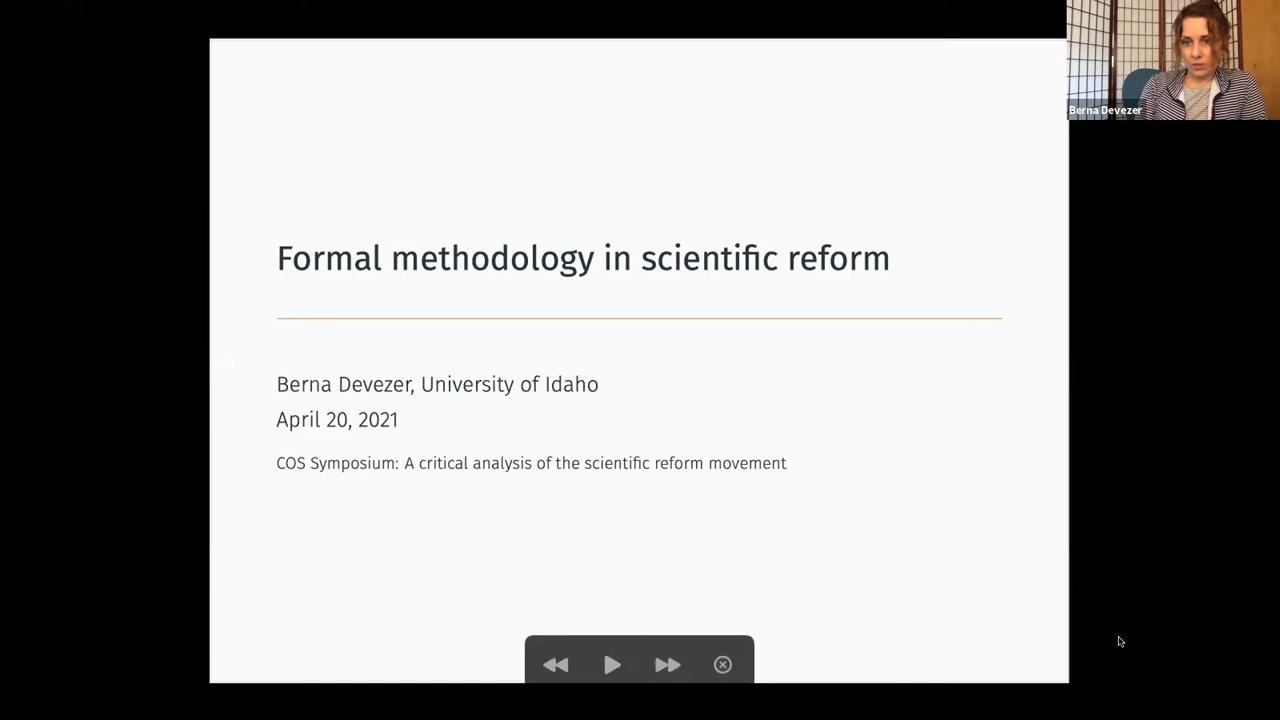 Berna Devezer
Formal methodology in scientific reform
Berna Devezer, University of Idaho
April 20, 2021
COS Symposium: A critical analysis of the scientific reform movement